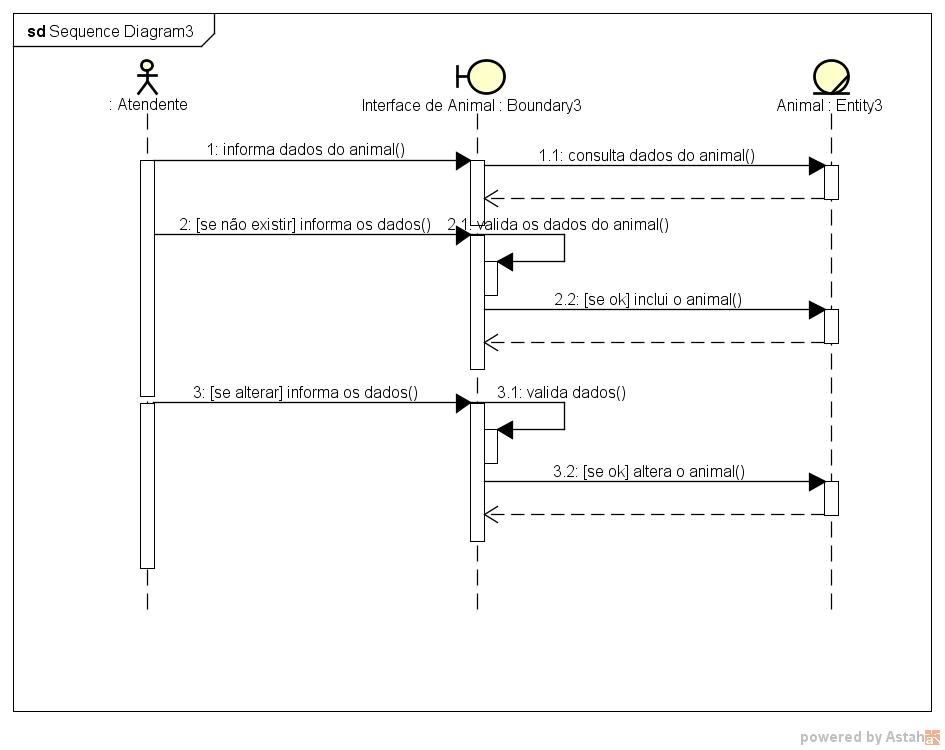 sd Sequence Diagram3
: Atendente
Interface de Animal : Boundary3
Animal : Entity3
1: informa dados do animal()
1.1: consulta dados do animal()
2: [se não existir] informa os dados()
2.1: valida os dados do animal()
2.2: [se ok] inclui o animal()
3: [se alterar] informa os dados()
3.1: valida dados()
3.2: [se ok] altera o animal()
powered by Astah